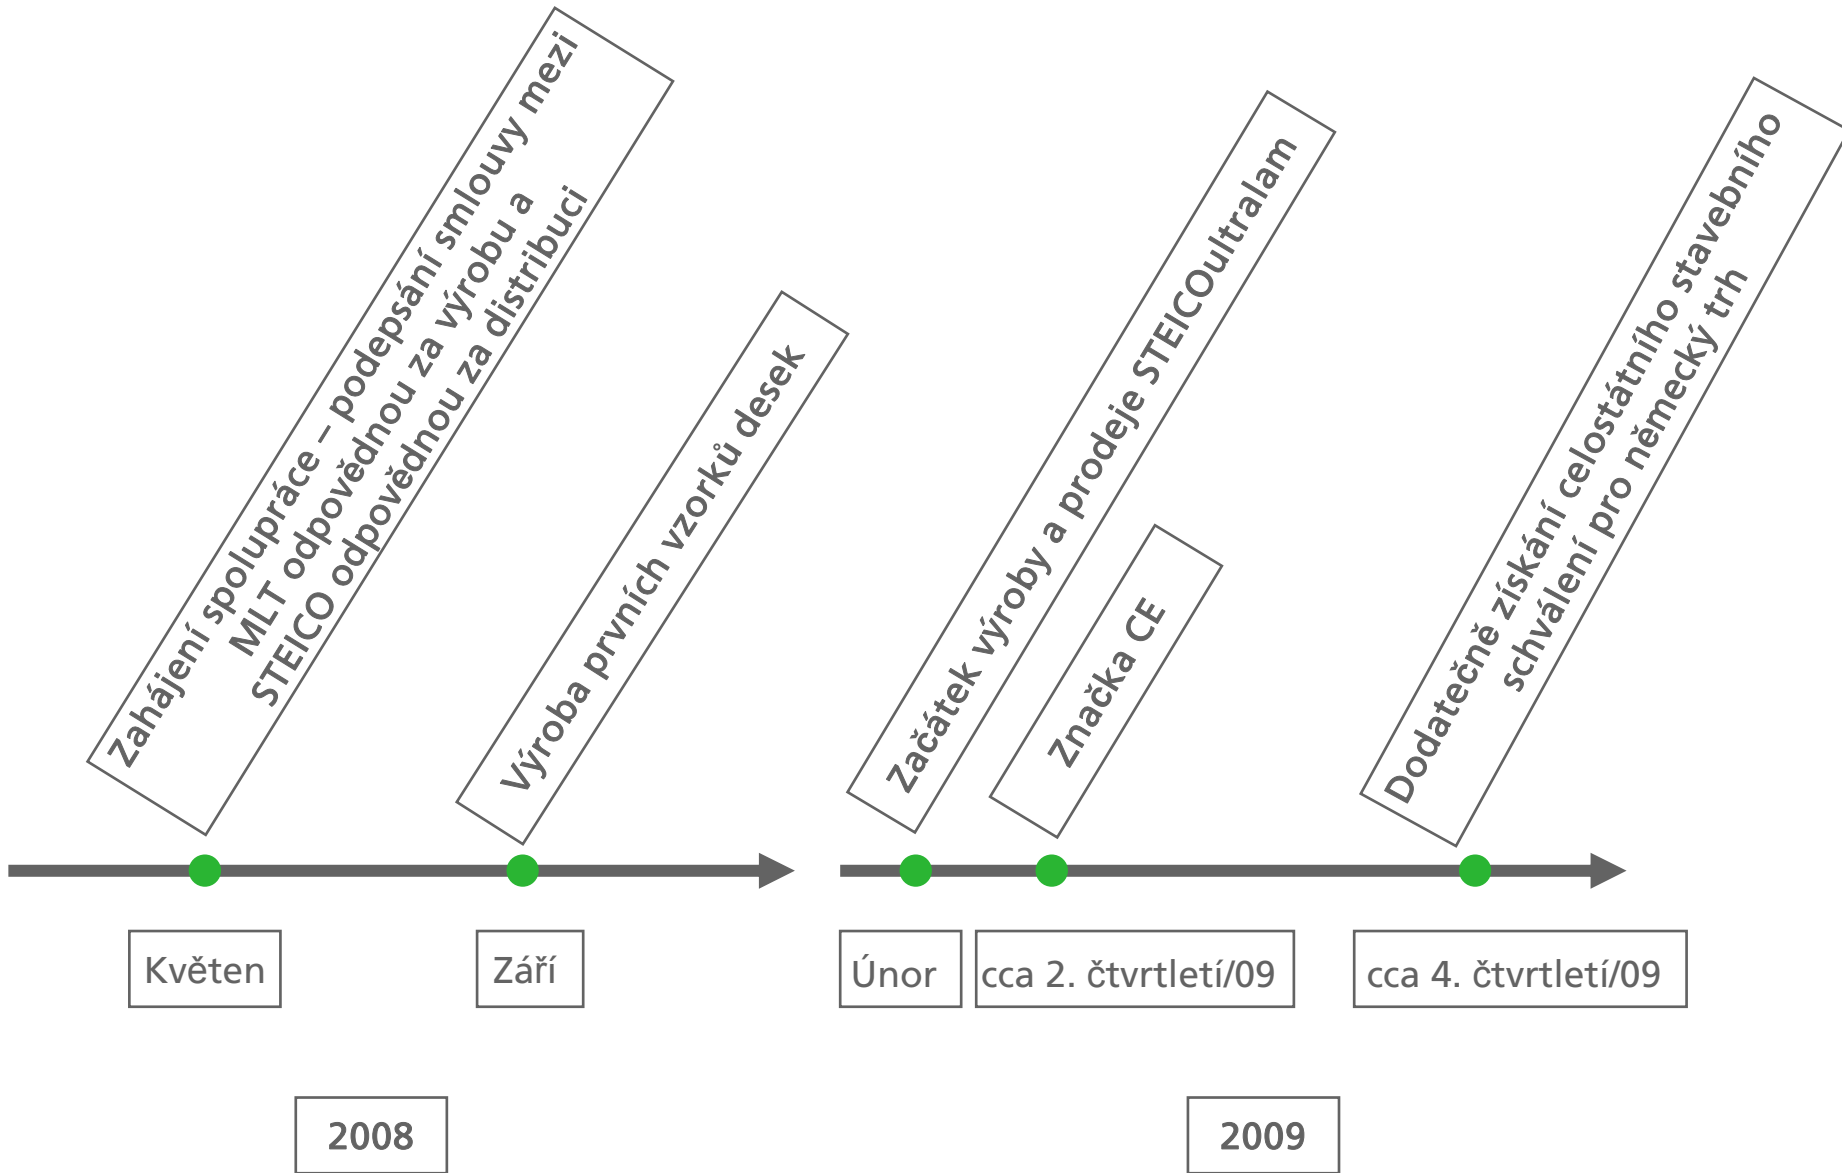 Zahájení spolupráce – podepsání smlouvy mezi
MLT odpovědnou za výrobu a
STEICO odpovědnou za distribuci
Výroba prvních vzorků desek
Začátek výroby a prodeje STEICOultralam
Značka CE
Dodatečně získání celostátního stavebního
schválení pro německý trh
Květen
Září
Únor
cca 2. čtvrtletí/09
cca 4. čtvrtletí/09
2008
2009